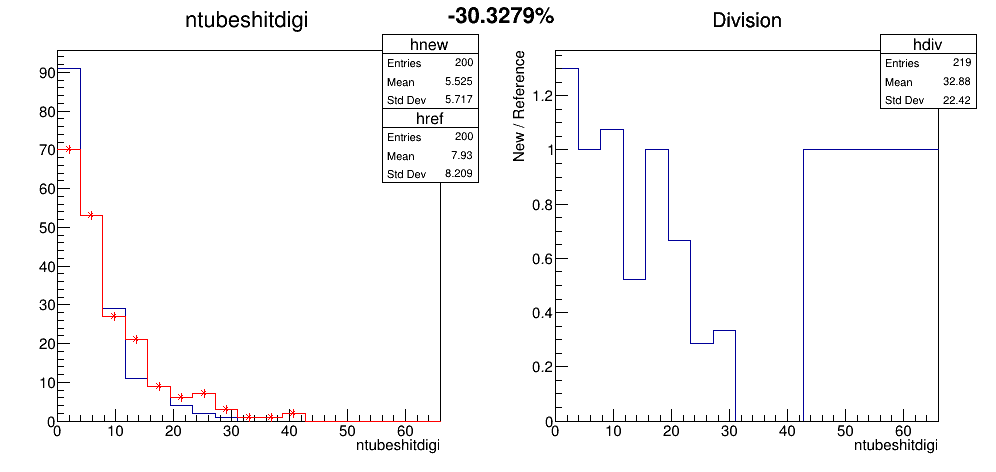 ntubeshitdigi
-30.3279%
Division
hnew
Entries 200
Mean 5.525
Std Dev 5.717
href
Entries 200
Mean 7.93
Std Dev 8.209
90
80
70
60
50
40
30
20
10
0
0 10 20 30 40 50 60
ntubeshitdigi
hdiv
Entries 219
Mean 32.88
Std Dev 22.42
New / Reference
1.2
1
0.8
0.6
0.4
0.2
0
0 10 20 30 40 50 60
ntubeshitdigi